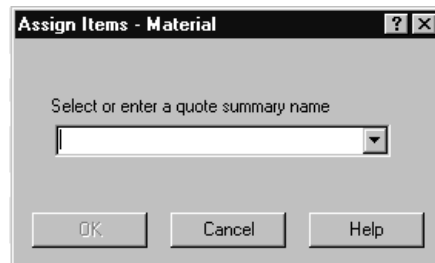 Assign Items - Material
Select or enter a quote summary name
OK Cancel Help